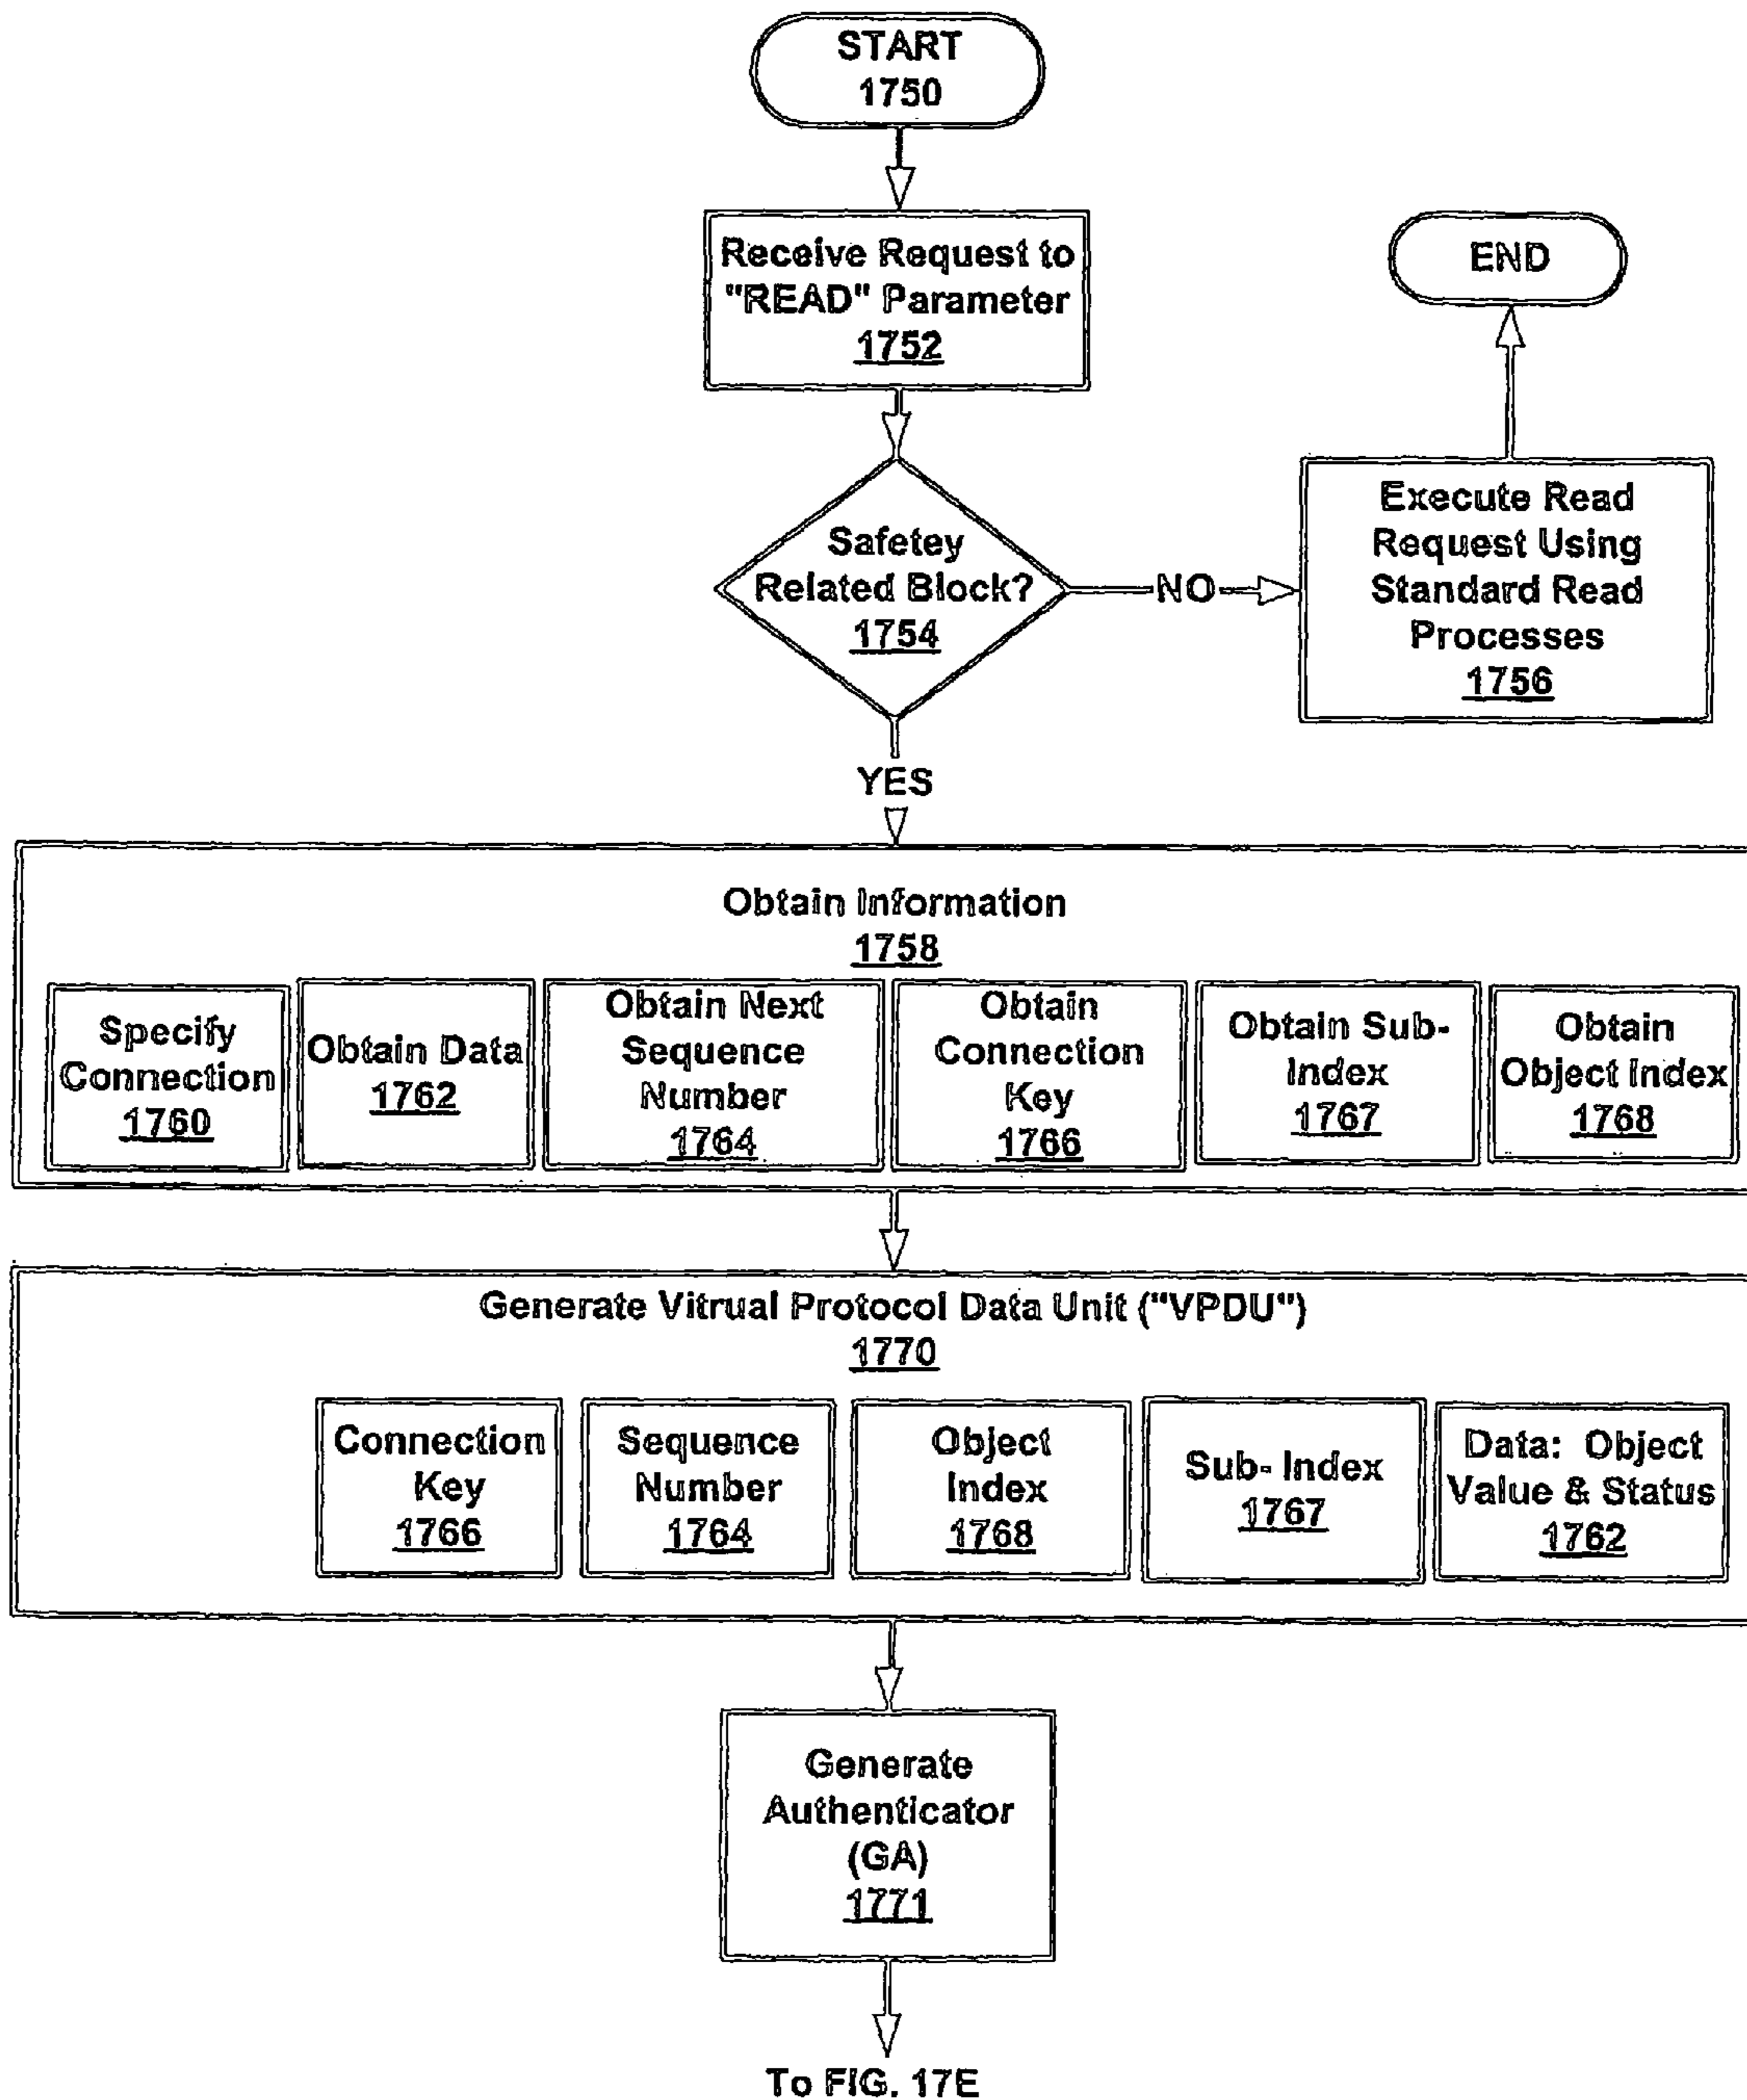 START
1750
Receive Request to
"READ" Parameter
1752
END
Safetey
Related Block?
1754
NO
Execute Read
Request Using
Standard Read
Processes
1756
YES
Obtain Information
1758
Specify
Connection
1760
Obtain Data
1762
Obtain Next
Sequence
Number
1764
Obtain
Connection
Key
1766
Obtain Sub-
Index
1767
Obtain
Object Index
1768
Generate Vitrual Protocol Data Unit ("VPDU")
1770
Connection
Key
1766
Sequence
Number
1764
Object
Index
1768
Sub- Index
1767
Data: Object
Value & Status
1762
Generate
Authenticator
(GA)
1771
To FIG. 17E